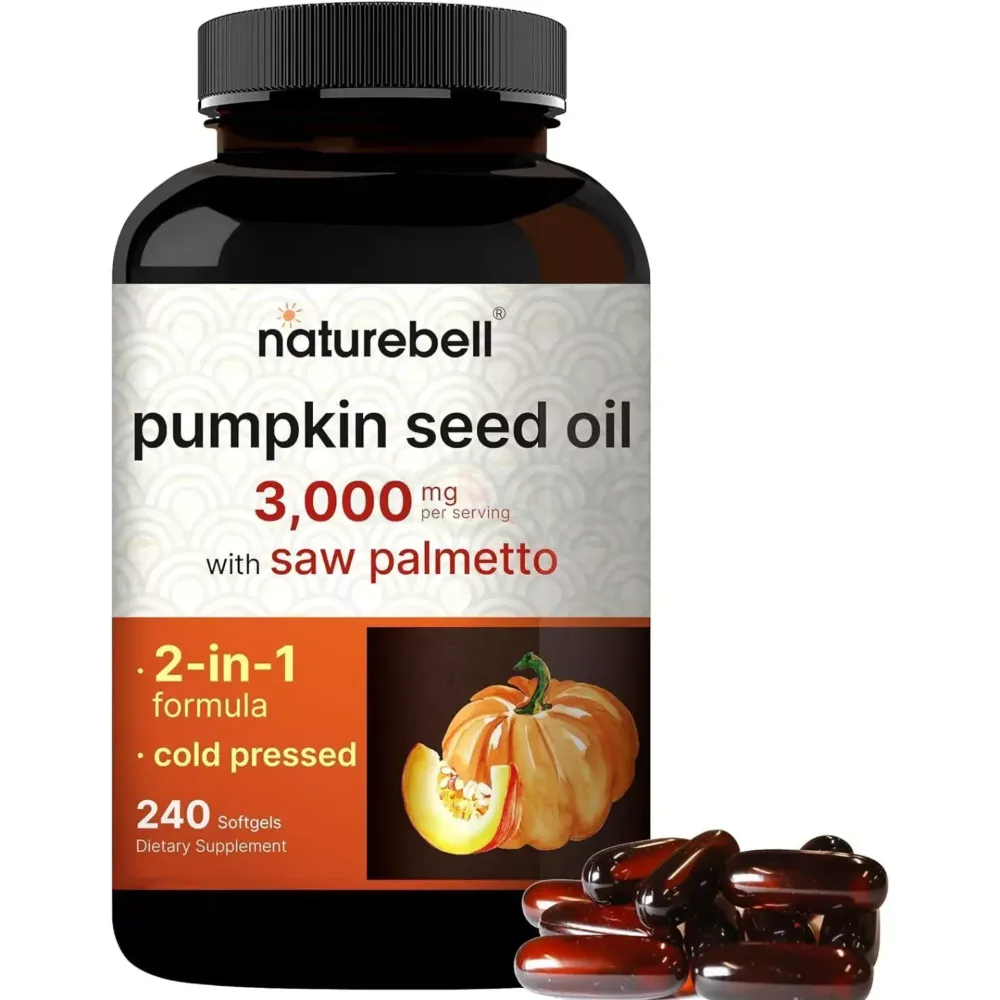 naturebell®
pumpkin seed oil
3,000 mg
per serving
with saw palmetto
· 2-in-1
formula
· cold pressed
240 Softgels
Dietary Supplement